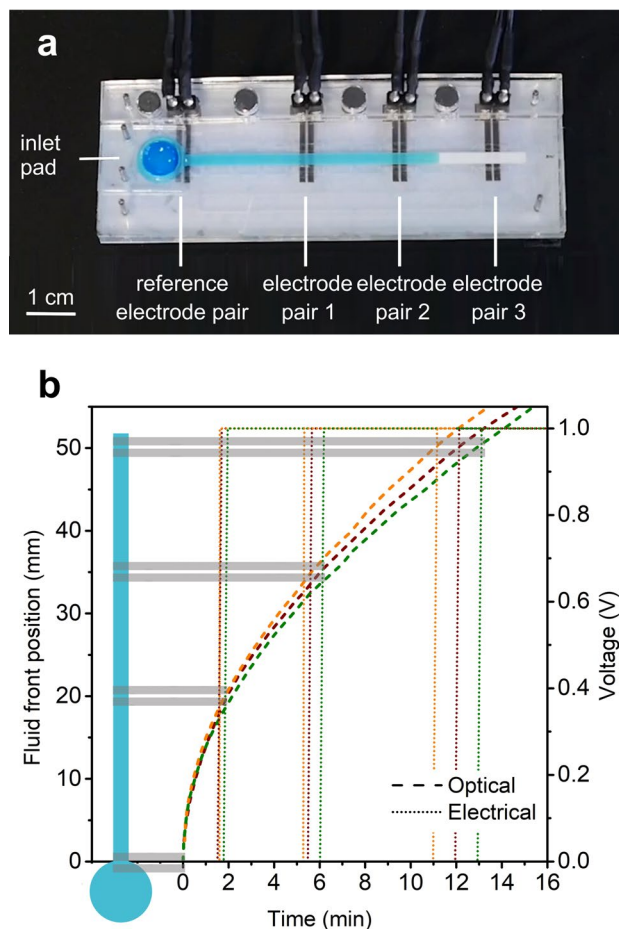 a
inlet
pad
reference
electrode pair
electrode
pair 1
electrode
pair 2
electrode
pair 3
1 cm
b
Fluid front position (mm)
50
40
30
20
10
0
Voltage (V)
1.0
0.8
0.6
0.4
0.2
0.0
Optical
Electrical
0 2 4 6 8 10 12 14 16
Time (min)